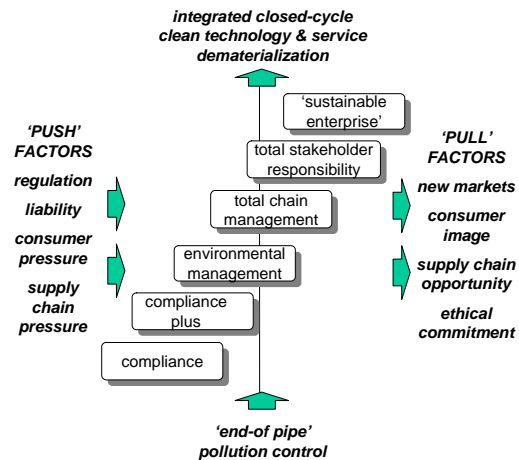 integrated closed-cycle
clean technology & service
dematerialization
'sustainable
enterprise'
total stakeholder
responsibility
total chain
management
environmental
management
compliance
plus
compliance
'PUSH'
FACTORS
regulation
liability
consumer
pressure
supply
chain
pressure
'PULL'
FACTORS
new markets
consumer
image
supply chain
opportunity
ethical
commitment
'end-of pipe'
pollution control